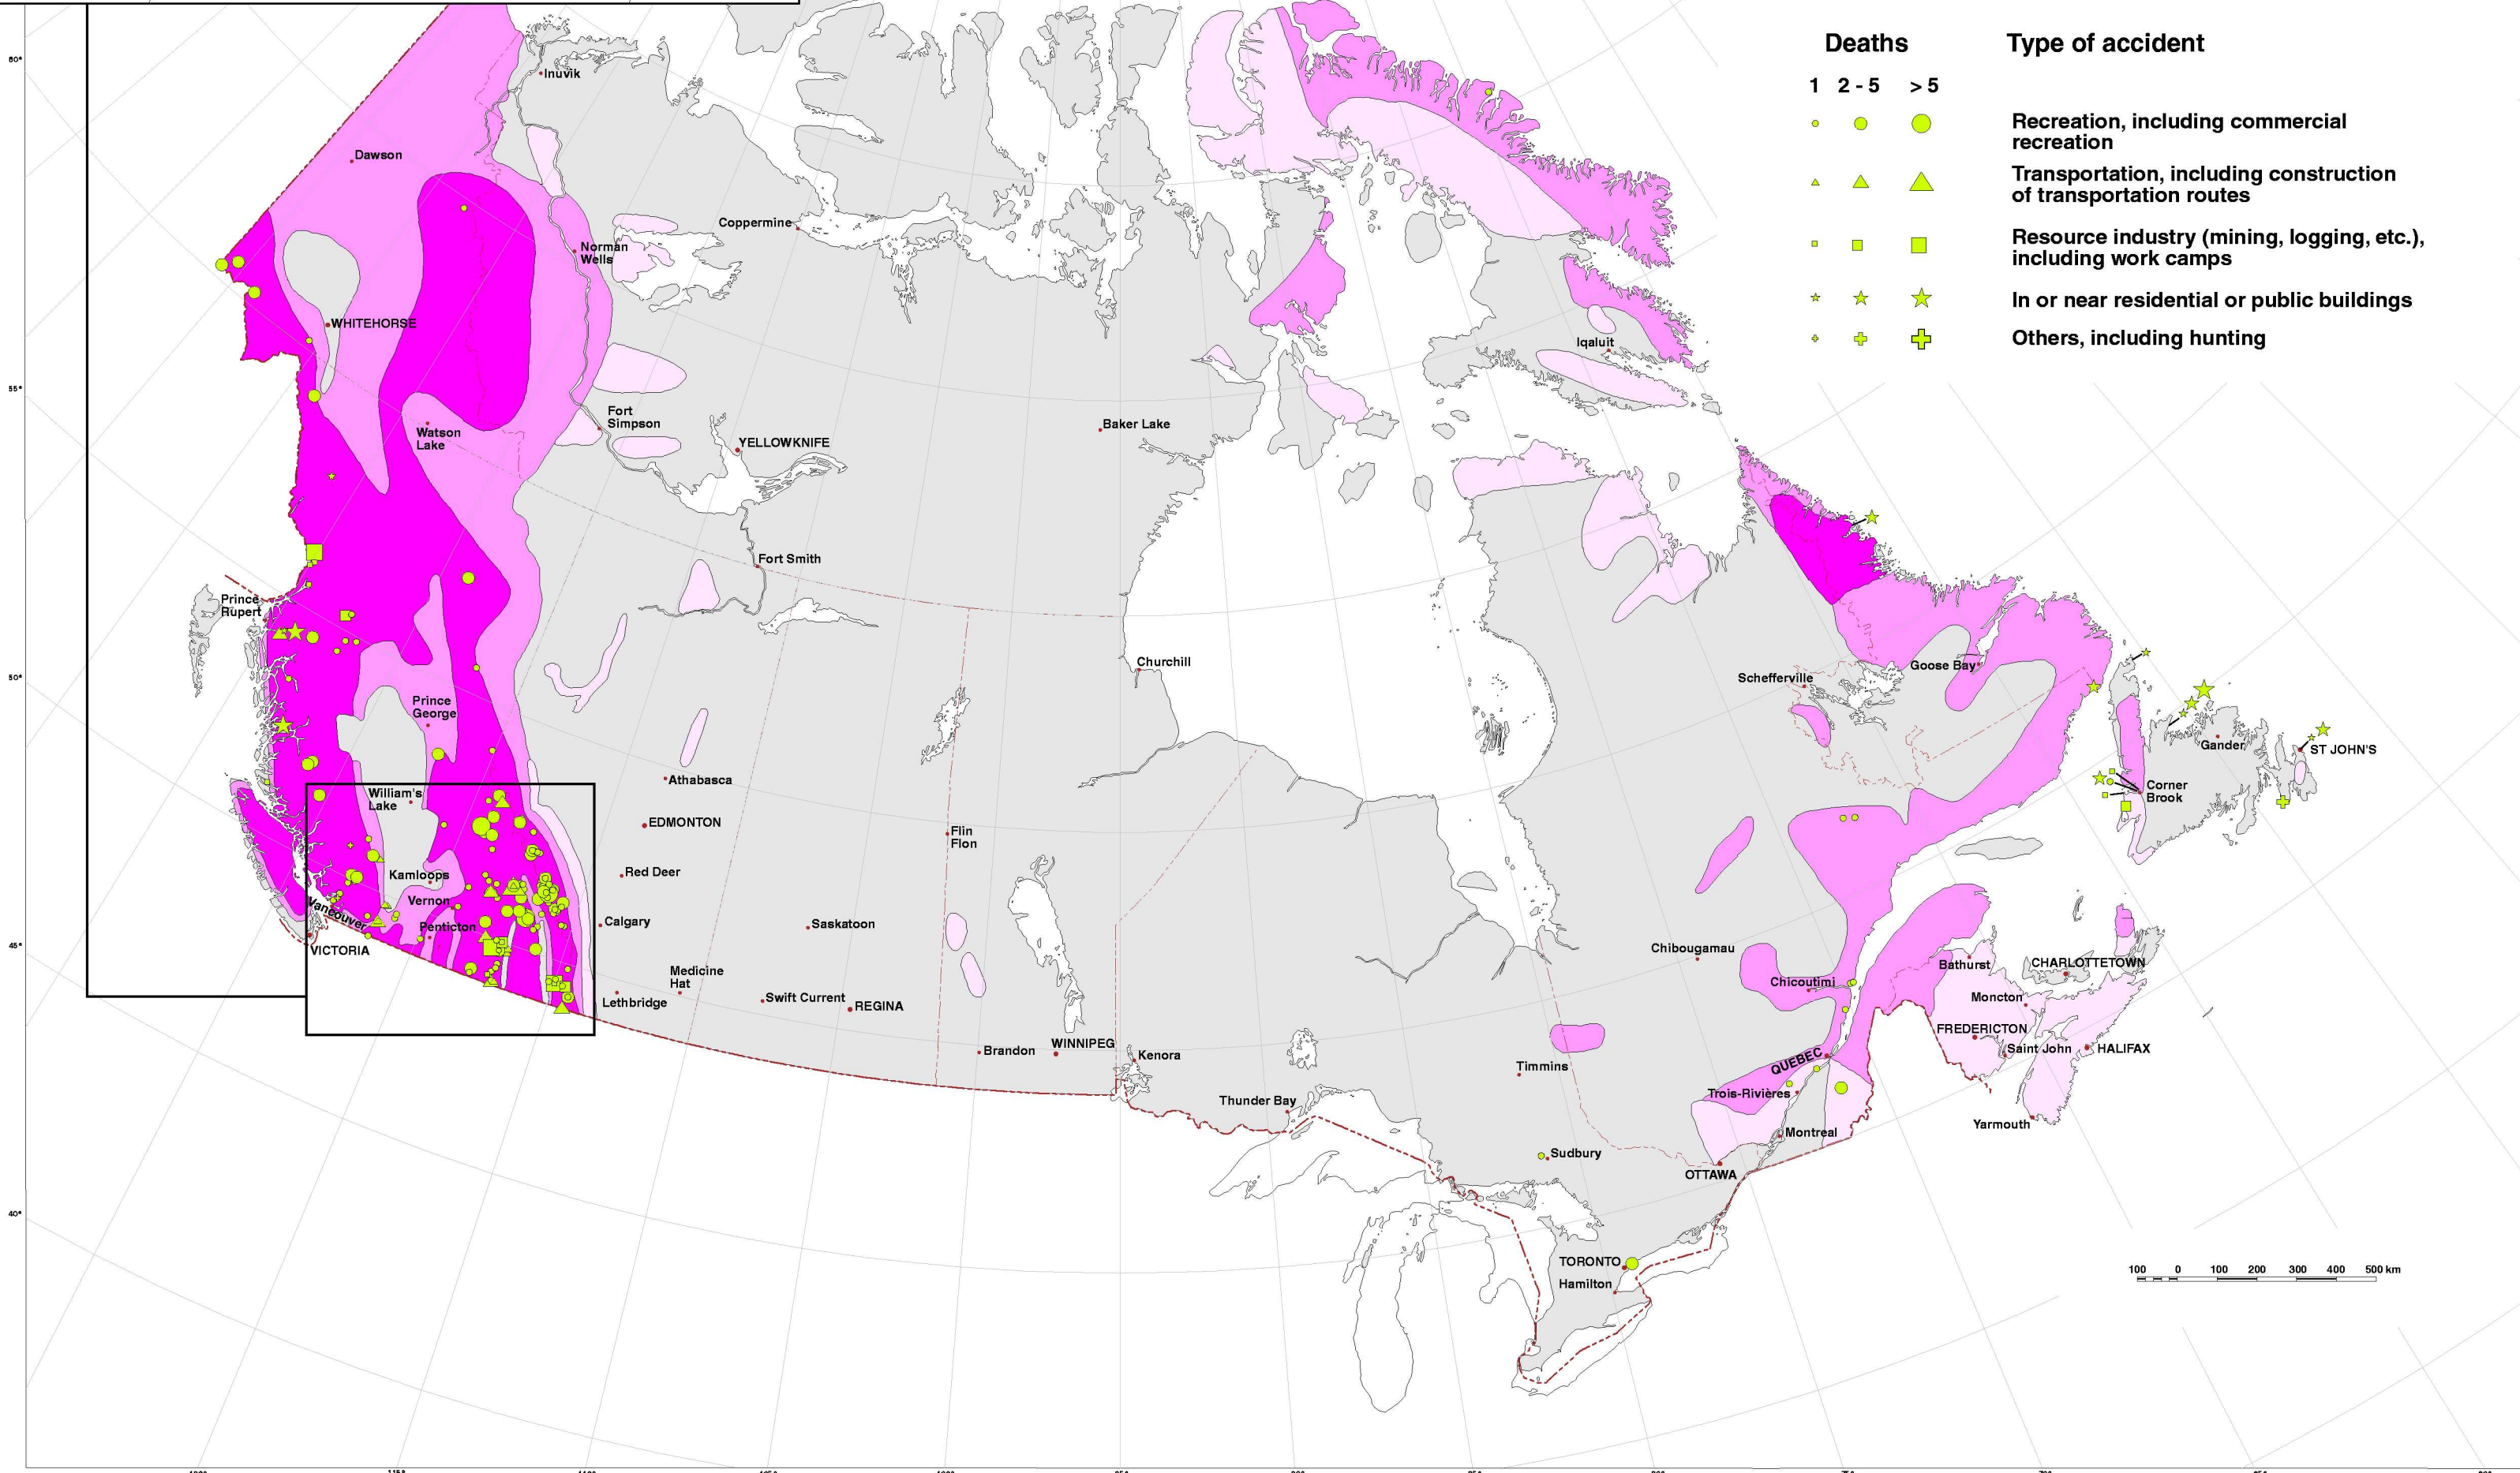 Deaths
Type of accident
1 2 - 5 > 5
Recreation, including commercial
recreation
Transportation, including construction
of transportation routes
Resource industry (mining, logging, etc.),
including work camps
In or near residential or public buildings
Others, including hunting
60°
55°
50°
45°
40°
Inuvik
Dawson
Coppermine
Norman
Wells
WHITEHORSE
Iqaluit
Fort
Simpson
Watson
Lake
YELLOWKNIFE
Baker Lake
Fort Smith
Prince
Rupert
Churchill
Schefferville
Goose Bay
Prince
George
Gander
ST JOHN'S
Athabasca
William's
Lake
Corner
Brook
EDMONTON
Flin
Flon
Kamloops
Red Deer
Vernon
Vancouver
Penticton
Calgary
Saskatoon
VICTORIA
Chibougamau
Bathurst
CHARLOTTETOWN
Medicine
Hat
Chicoutimi
Moncton
Lethbridge
Swift Current
REGINA
FREDERICTON
Saint John
HALIFAX
Brandon
WINNIPEG
Kenora
QUEBEC
Timmins
Trois-Rivières
Thunder Bay
Yarmouth
Montreal
Sudbury
OTTAWA
TORONTO
Hamilton
100 0 100 200 300 400 500 km